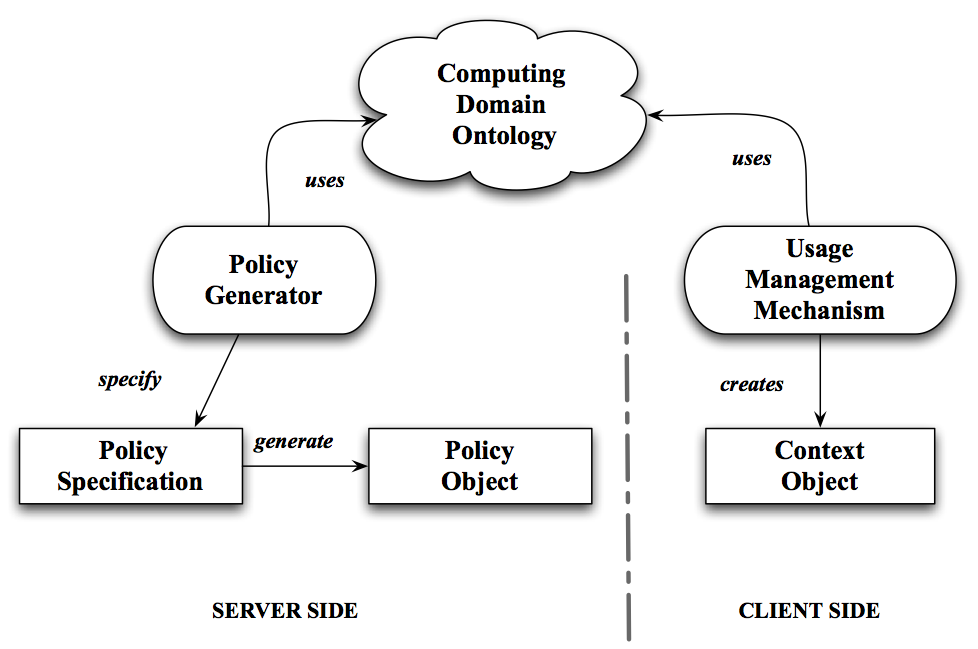 Computing
Domain
Ontology
uses
uses
Policy
Generator
Usage
Management
Mechanism
specify
creates
Policy
Specification
generate
Policy
Object
Context
Object
SERVER SIDE
CLIENT SIDE